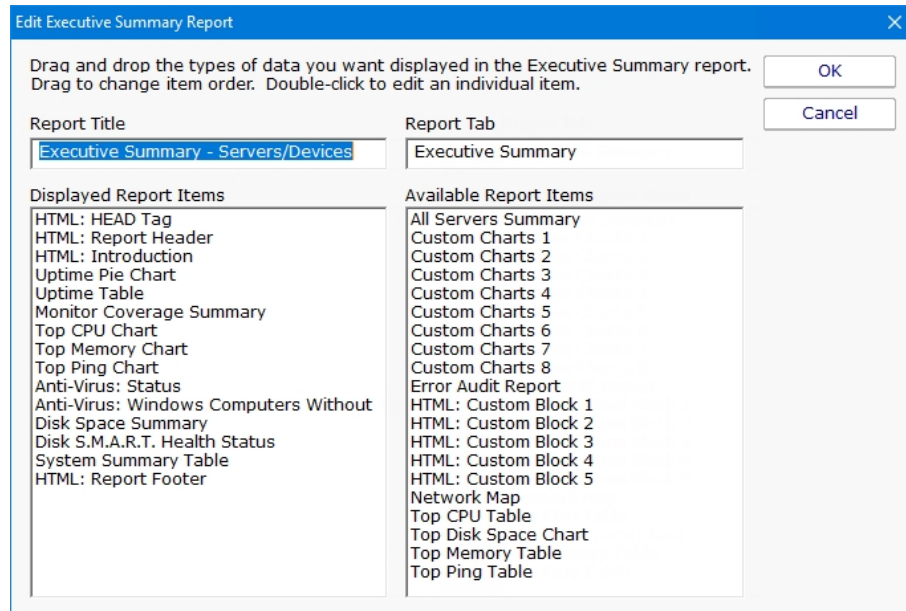 Edit Executive Summary Report
Drag and drop the types of data you want displayed in the Executive Summary report.
Drag to change item order.  Double-click to edit an individual item.
OK
Cancel
Report Title
Executive Summary - Servers/Devices
Report Tab
Executive Summary
Displayed Report Items
HTML: HEAD Tag
HTML: Report Header
HTML: Introduction
Uptime Pie Chart
Uptime Table
Monitor Coverage Summary
Top CPU Chart
Top Memory Chart
Top Ping Chart
Anti-Virus: Status
Anti-Virus: Windows Computers Without
Disk Space Summary
Disk S.M.A.R.T. Health Status
System Summary Table
HTML: Report Footer
Available Report Items
All Servers Summary
Custom Charts 1
Custom Charts 2
Custom Charts 3
Custom Charts 4
Custom Charts 5
Custom Charts 6
Custom Charts 7
Custom Charts 8
Error Audit Report
HTML: Custom Block 1
HTML: Custom Block 2
HTML: Custom Block 3
HTML: Custom Block 4
HTML: Custom Block 5
Network Map
Top CPU Table
Top Disk Space Chart
Top Memory Table
Top Ping Table